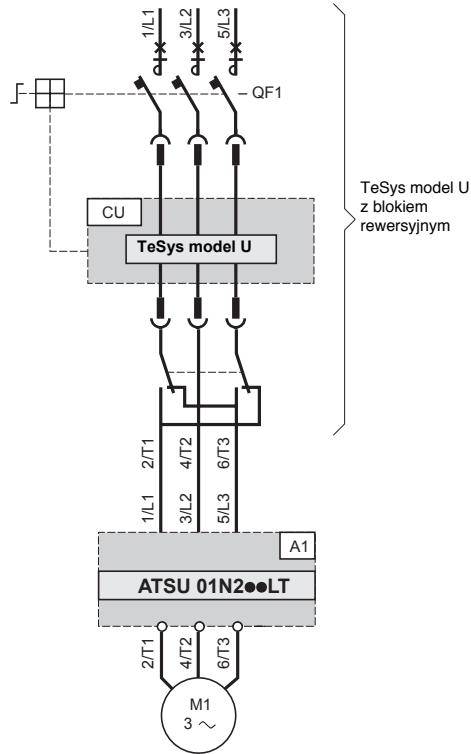 1/L1
3/L2
5/L3
QF1
CU
TeSys model U
TeSys model U
z blokiem
rewersyjnym
2/T1
4/T2
6/T3
1/L1
3/L2
5/L3
A1
ATSU 01N2●●LT
2/T1
4/T2
6/T3
M1
3 ~